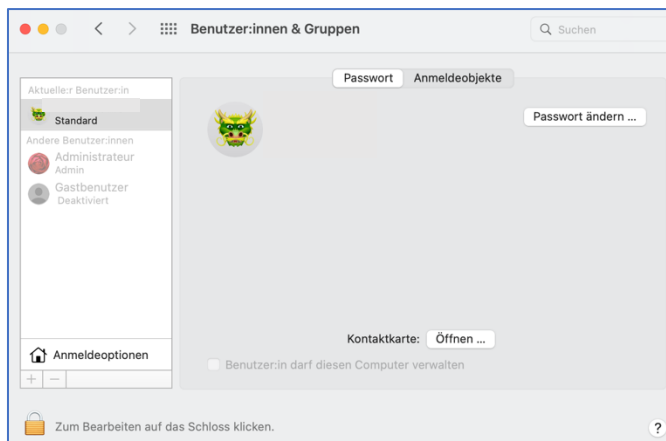 Benutzer:innen & Gruppen
Suchen
Passwort
Anmeldeobjekte
Aktuelle:r Benutzer:in
Standard
Andere Benutzer:innen
Administrateur
Admin
Gastbenutzer
Deaktiviert
Passwort ändern ...
Kontaktkarte:
Öffnen ...
Benutzer:in darf diesen Computer verwalten
Anmeldeoptionen
+ −
Zum Bearbeiten auf das Schloss klicken.
?